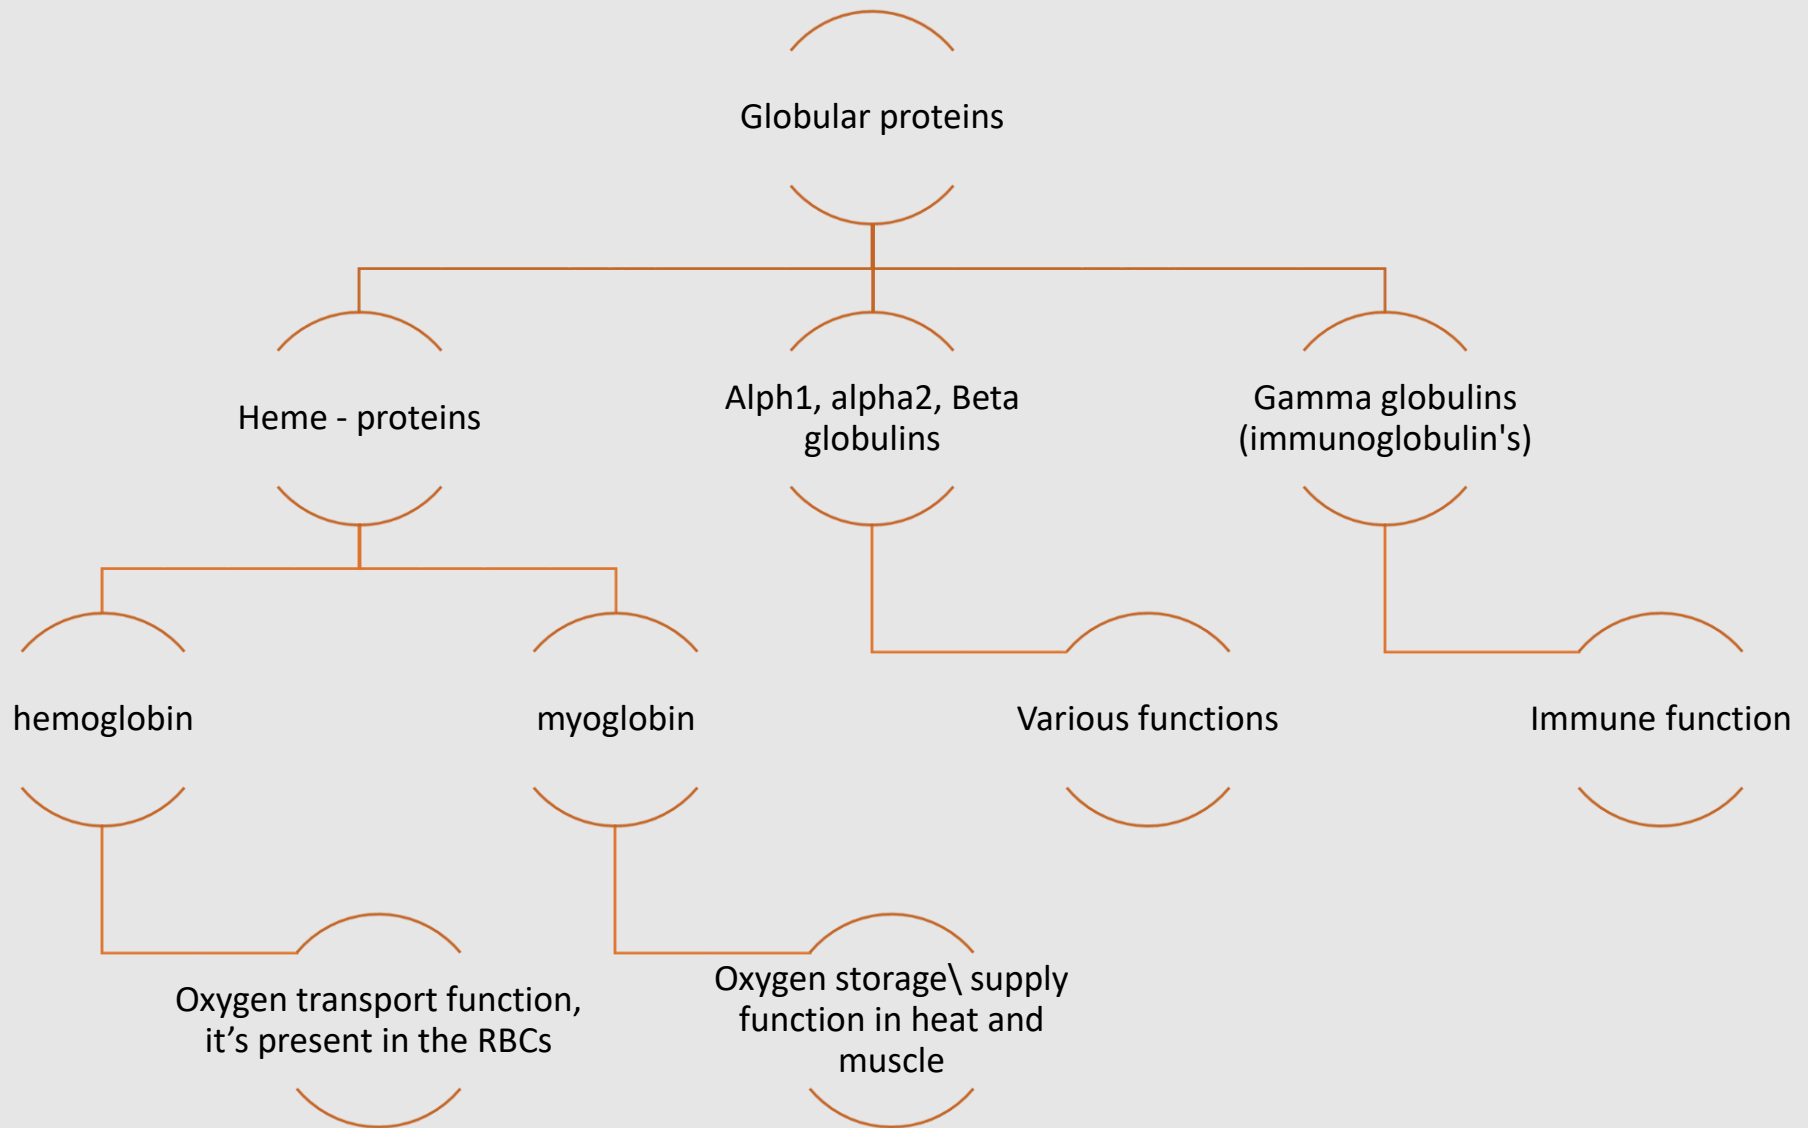 Globular proteins
Heme - proteins
Alph1, alpha2, Beta
globulins
Gamma globulins
(immunoglobulin's)
hemoglobin
myoglobin
Various functions
Immune function
Oxygen transport function,
it’s present in the RBCs
Oxygen storage\ supply
function in heat and
muscle